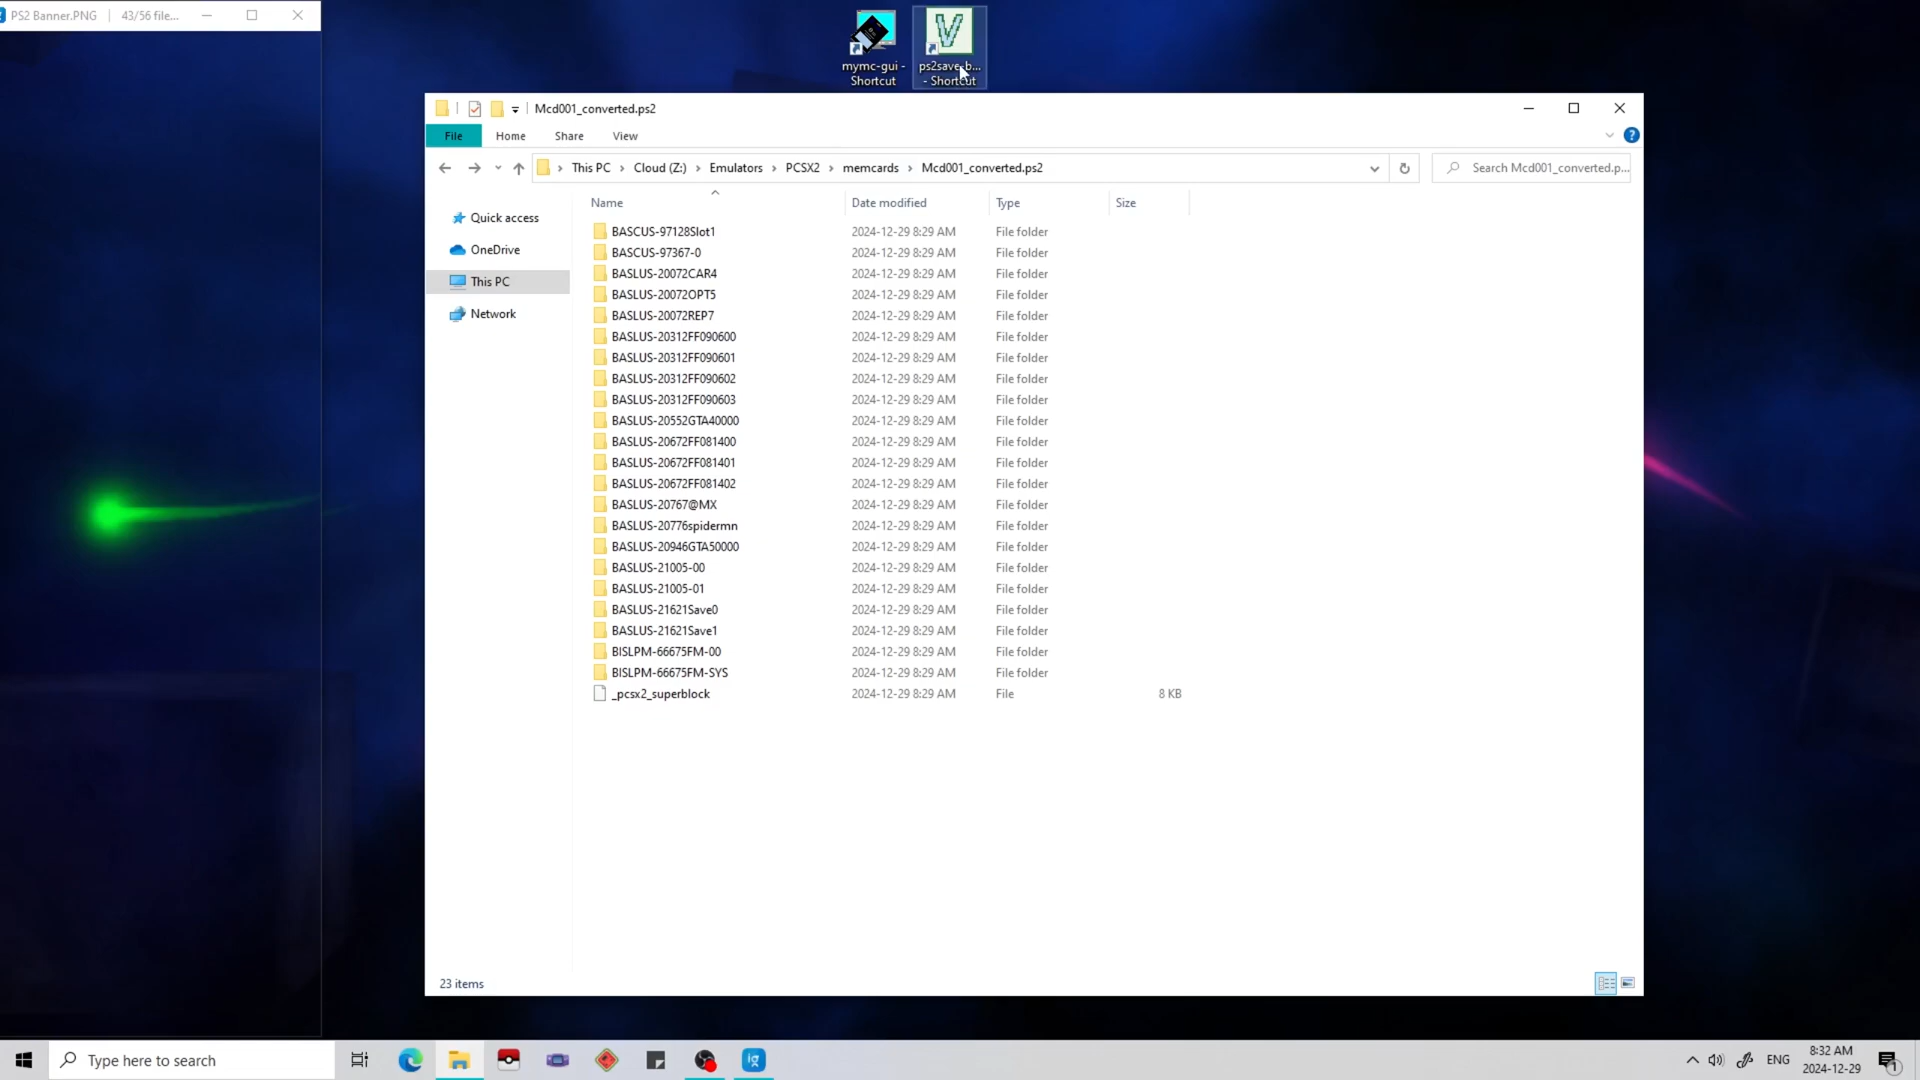 PS2 Banner.PNG 43/56 file...
mymc-gui - Shortcut
ps2save-b... - Shortcut
Mcd001_converted.ps2
File Home Share View
This PC Cloud (Z:) Emulators PCSX2 memcards Mcd001_converted.ps2
Search Mcd001_converted.p...
Quick access
OneDrive
This PC
Network
Name Date modified Type Size
BASCUS-97128Slot1 2024-12-29 8:29 AM File folder
BASCUS-97367-0 2024-12-29 8:29 AM File folder
BASLUS-20072CAR4 2024-12-29 8:29 AM File folder
BASLUS-20072OPT5 2024-12-29 8:29 AM File folder
BASLUS-20072REP7 2024-12-29 8:29 AM File folder
BASLUS-20312FF090600 2024-12-29 8:29 AM File folder
BASLUS-20312FF090601 2024-12-29 8:29 AM File folder
BASLUS-20312FF090602 2024-12-29 8:29 AM File folder
BASLUS-20312FF090603 2024-12-29 8:29 AM File folder
BASLUS-20552GTA40000 2024-12-29 8:29 AM File folder
BASLUS-20672FF081400 2024-12-29 8:29 AM File folder
BASLUS-20672FF081401 2024-12-29 8:29 AM File folder
BASLUS-20672FF081402 2024-12-29 8:29 AM File folder
BASLUS-20767@MX 2024-12-29 8:29 AM File folder
BASLUS-20776spidermn 2024-12-29 8:29 AM File folder
BASLUS-20946GTA50000 2024-12-29 8:29 AM File folder
BASLUS-21005-00 2024-12-29 8:29 AM File folder
BASLUS-21005-01 2024-12-29 8:29 AM File folder
BASLUS-21621Save0 2024-12-29 8:29 AM File folder
BASLUS-21621Save1 2024-12-29 8:29 AM File folder
BISLPM-66675FM-00 2024-12-29 8:29 AM File folder
BISLPM-66675FM-SYS 2024-12-29 8:29 AM File folder
_pcsx2_superblock 2024-12-29 8:29 AM File 8 KB
23 items
Type here to search
ig
ENG
8:32 AM
2024-12-29
1